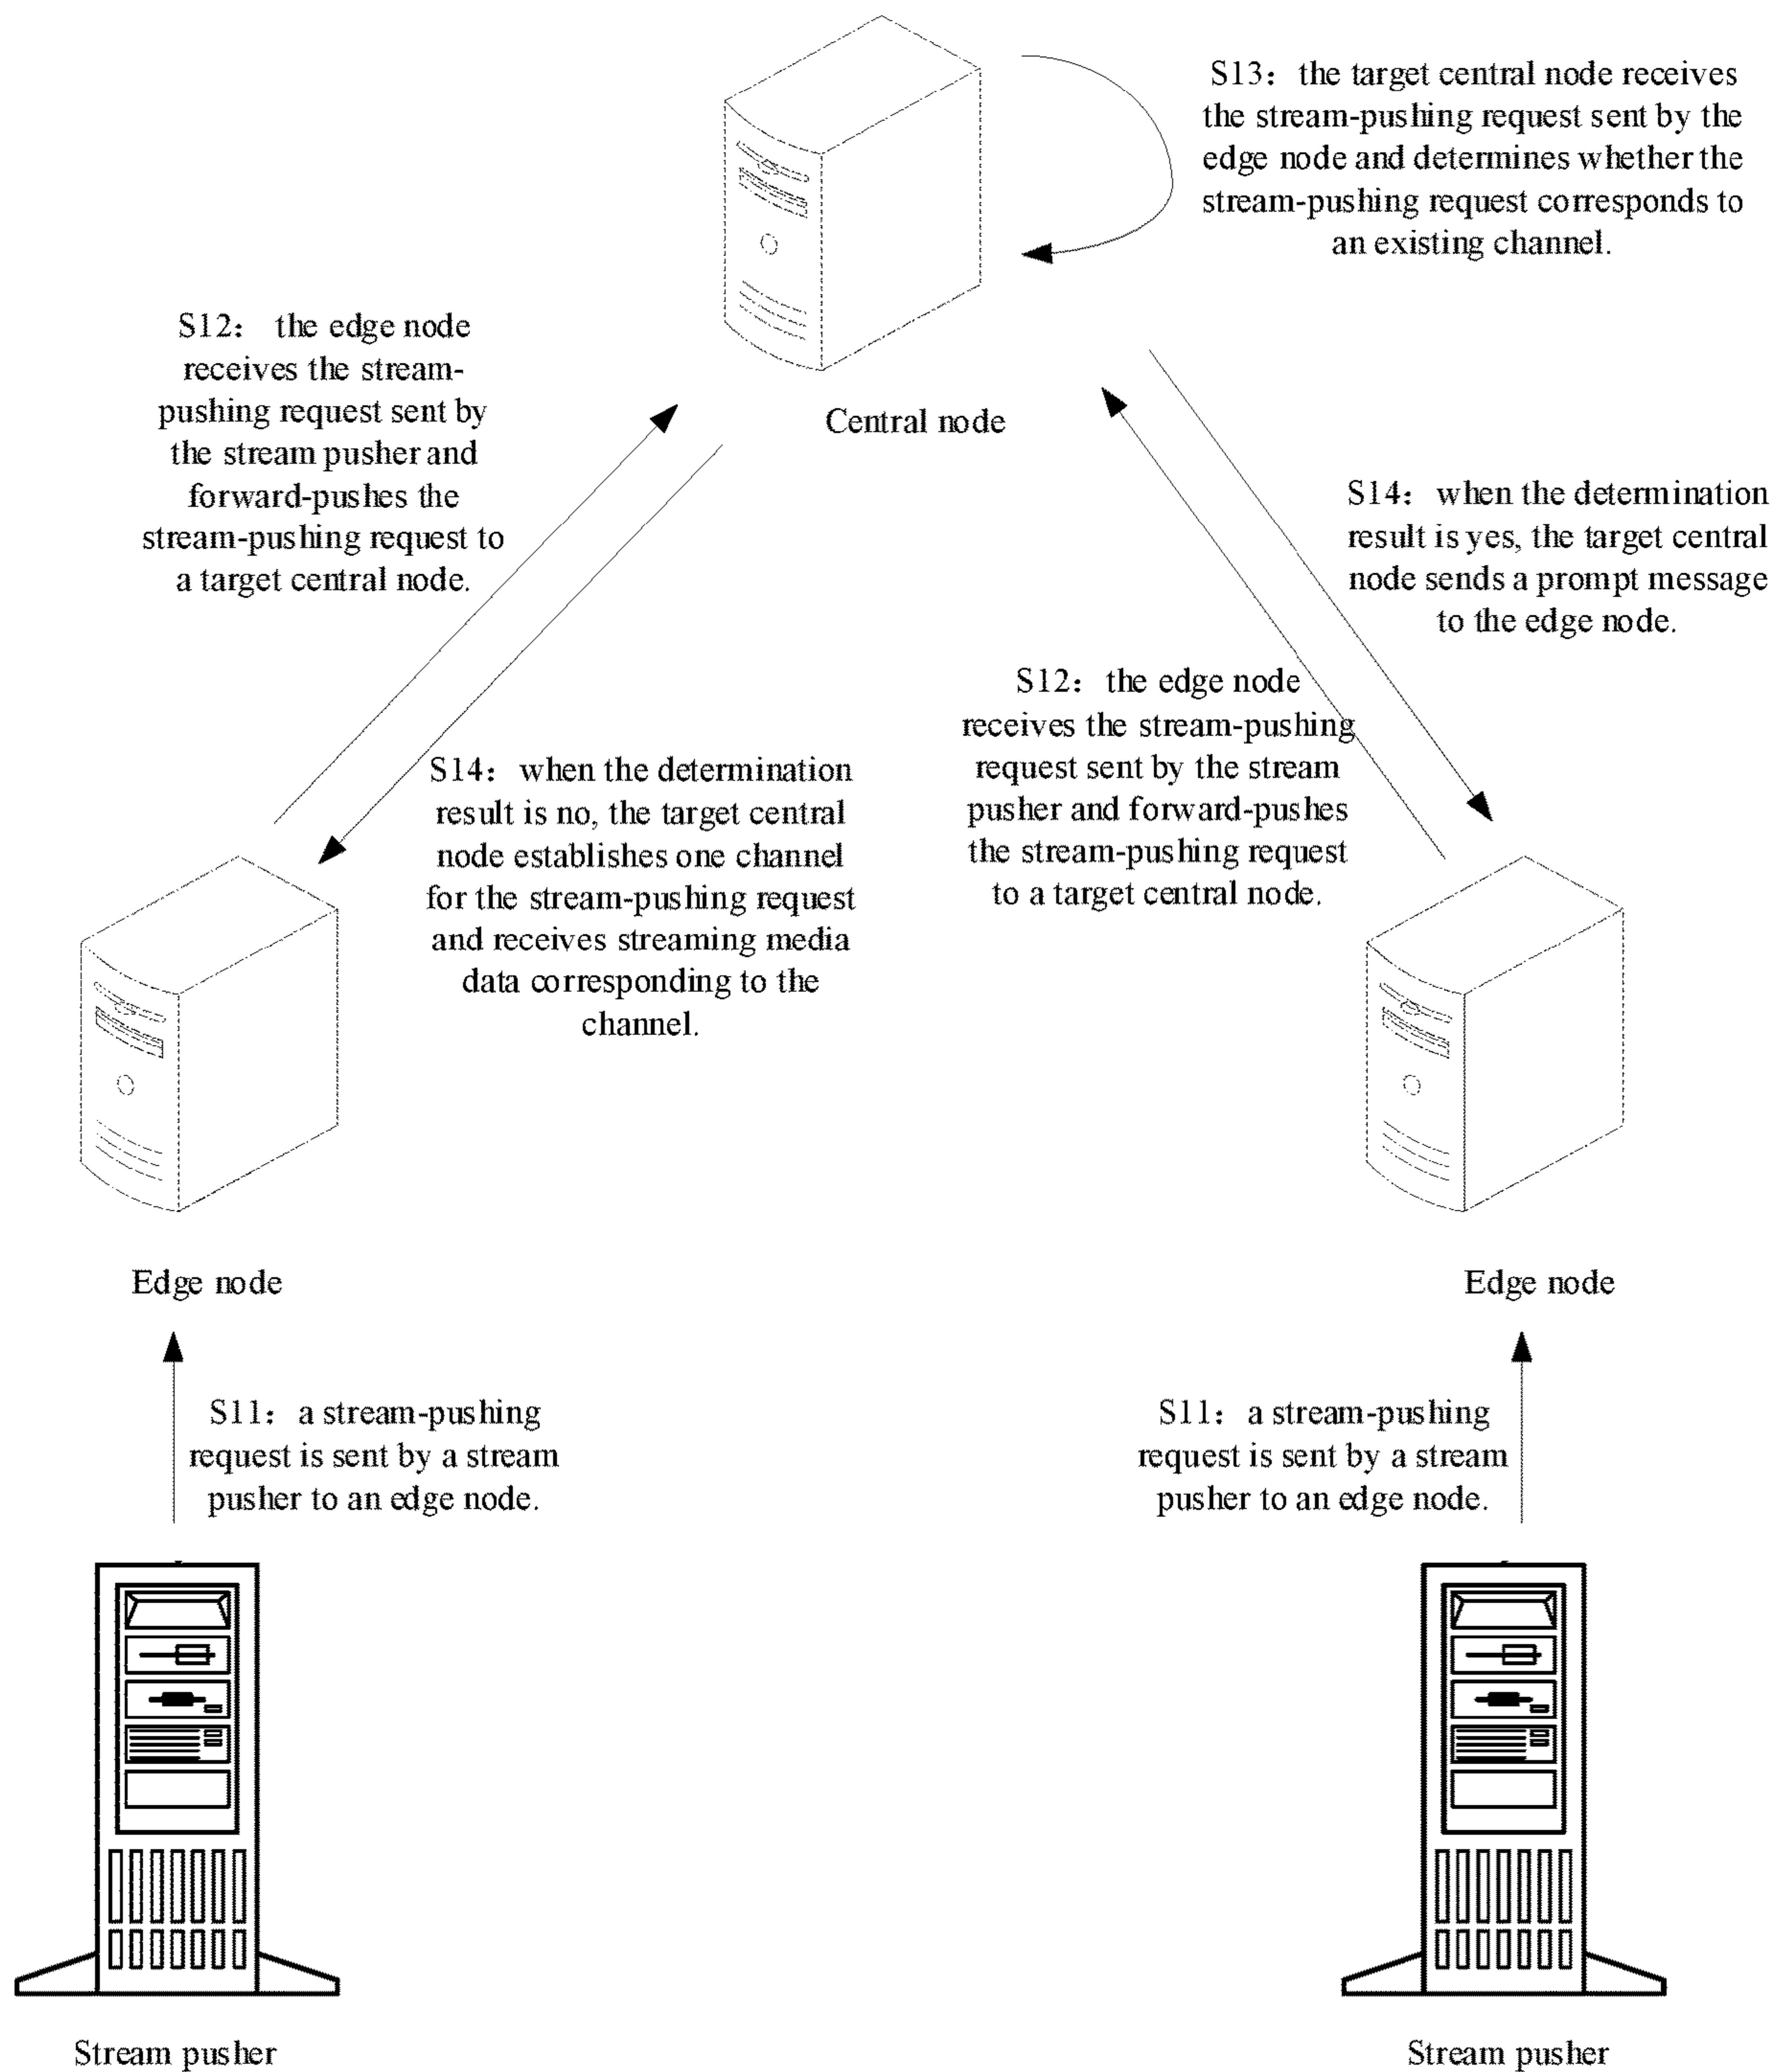 S13: the target central node receives
the stream-pushing request sent by the
edge node and determines whether the
stream-pushing request corresponds to
an existing channel.
S12: the edge node
receives the stream-
pushing request sent by
the stream pusher and
forward-pushes the
stream-pushing request to
a target central node.
Central node
S14: when the determination
result is yes, the target central
node sends a prompt message
to the edge node.
S12: the edge node
receives the stream-pushing
request sent by the stream
pusher and forward-pushes
the stream-pushing request
to a target central node.
S14: when the determination
result is no, the target central
node establishes one channel
for the stream-pushing request
and receives streaming media
data corresponding to the
channel.
Edge node
Edge node
S11: a stream-pushing
request is sent by a stream
pusher to an edge node.
S11: a stream-pushing
request is sent by a stream
pusher to an edge node.
Stream pusher
Stream pusher